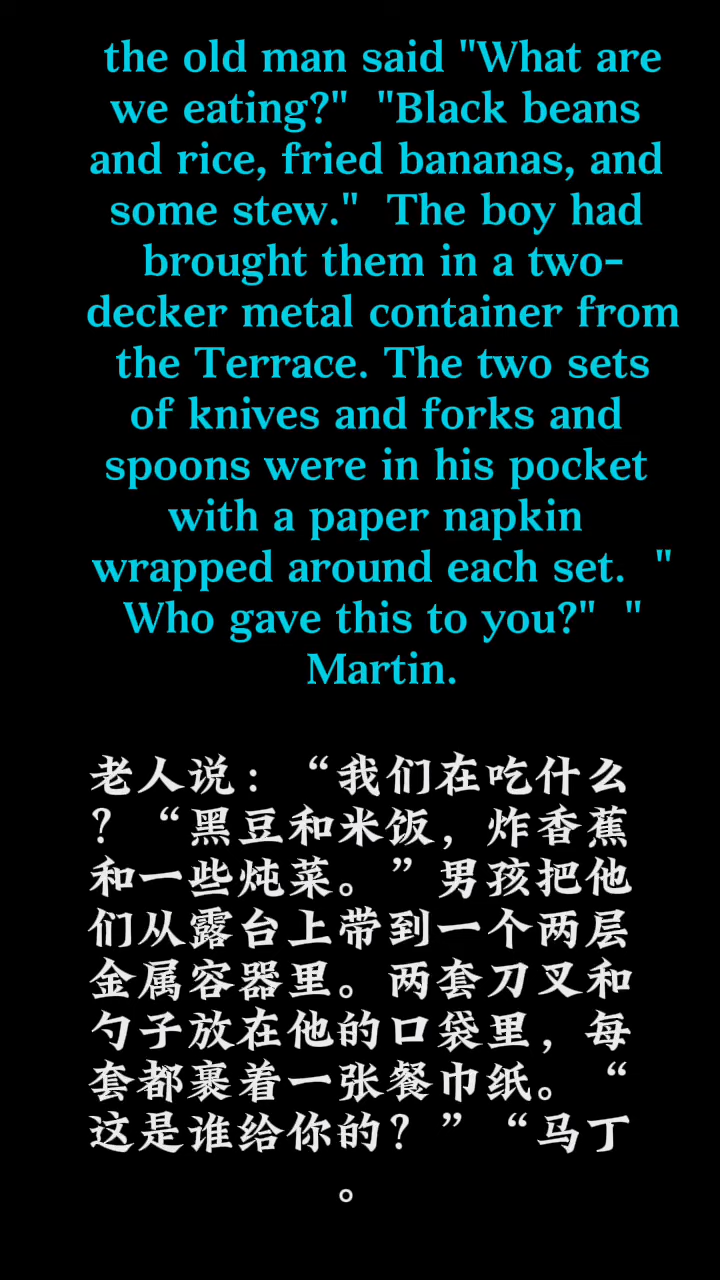 the old man said "What are
we eating?"  "Black beans
and rice, fried bananas, and
some stew."  The boy had
brought them in a two-
decker metal container from
the Terrace. The two sets
of knives and forks and
spoons were in his pocket
with a paper napkin
wrapped around each set.  "
Who gave this to you?"  "
Martin.
老人说：“我们在吃什么
？“黑豆和米饭，炸香蕉
和一些炖菜。”男孩把他
们从露台上带到一个两层
金属容器里。两套刀叉和
勺子放在他的口袋里，每
套都裹着一张餐巾纸。“
这是谁给你的？”“马丁
。